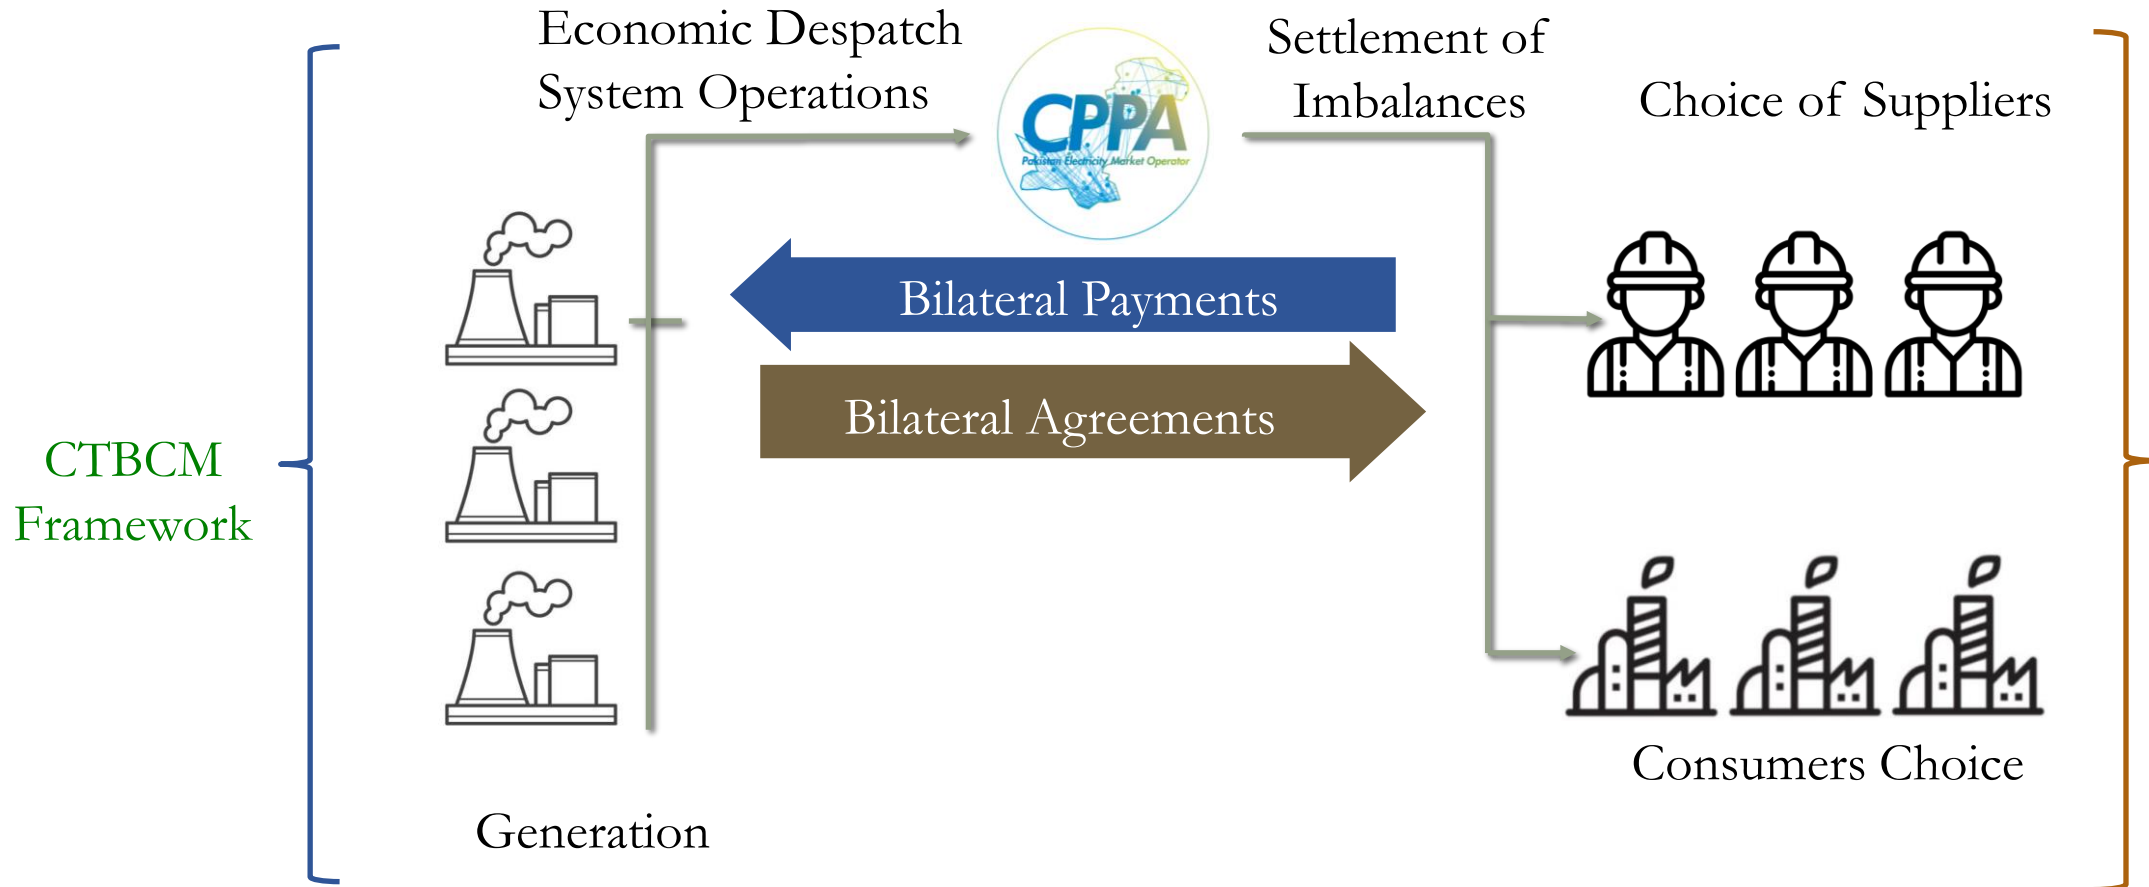 Economic Despatch
System Operations
CPPA
Pakistan Electricity Market Operator
Settlement of
Imbalances
Choice of Suppliers
Bilateral Payments
Bilateral Agreements
CTBCM
Framework
Consumers Choice
Generation